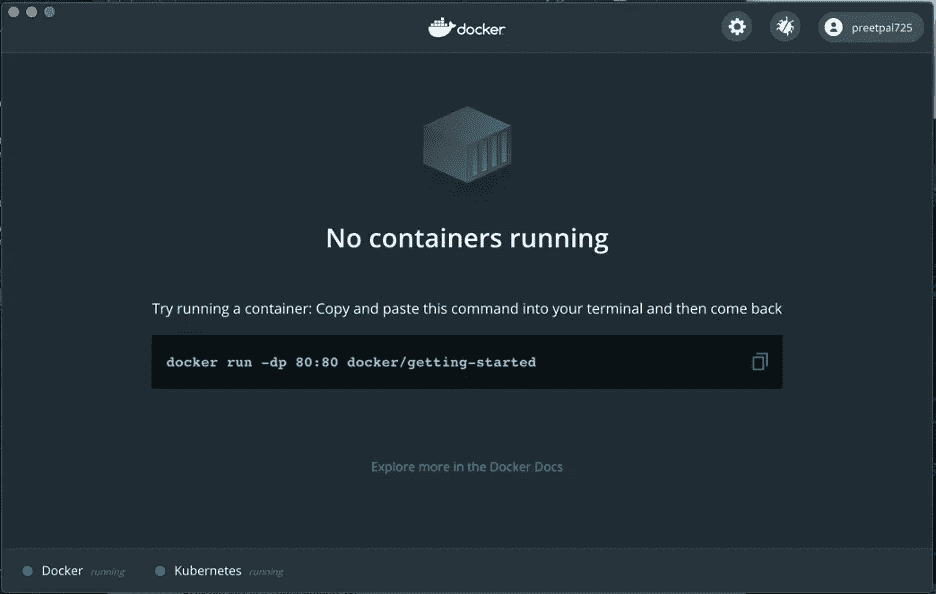 docker
preetpal725
No containers running
Try running a container: Copy and paste this command into your terminal and then come back
docker run -dp 80:80 docker/getting-started
Explore more in the Docker Docs
Docker running Kubernetes running